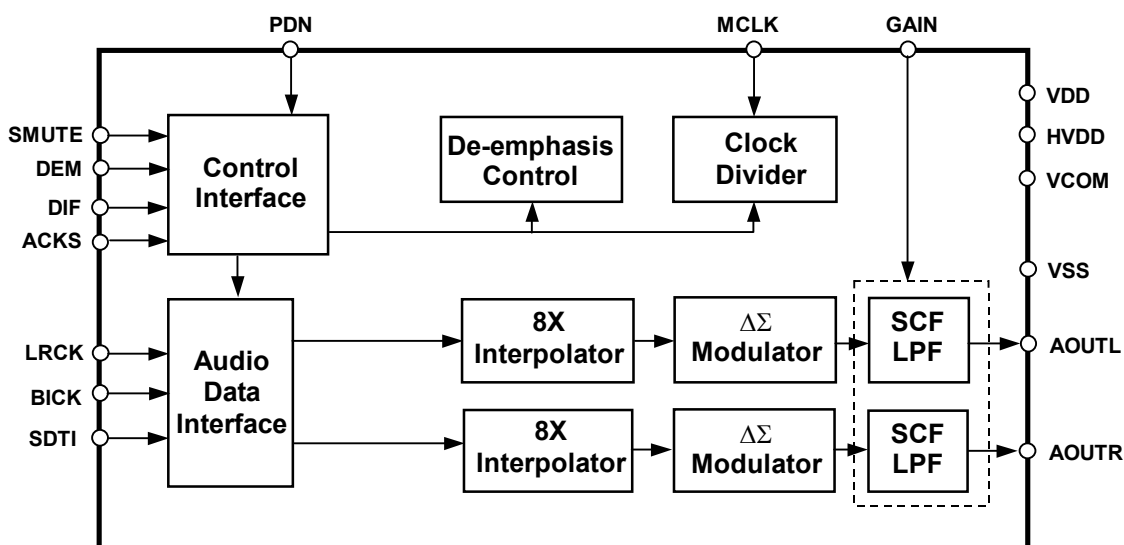 PDN
MCLK
GAIN
SMUTE
DEM
DIF
ACKS
Control
Interface
De-emphasis
Control
Clock
Divider
VDD
HVDD
VCOM
VSS
LRCK
BICK
SDTI
Audio
Data
Interface
8X
Interpolator
ΔΣ
Modulator
SCF
LPF
AOUTL
8X
Interpolator
ΔΣ
Modulator
SCF
LPF
AOUTR